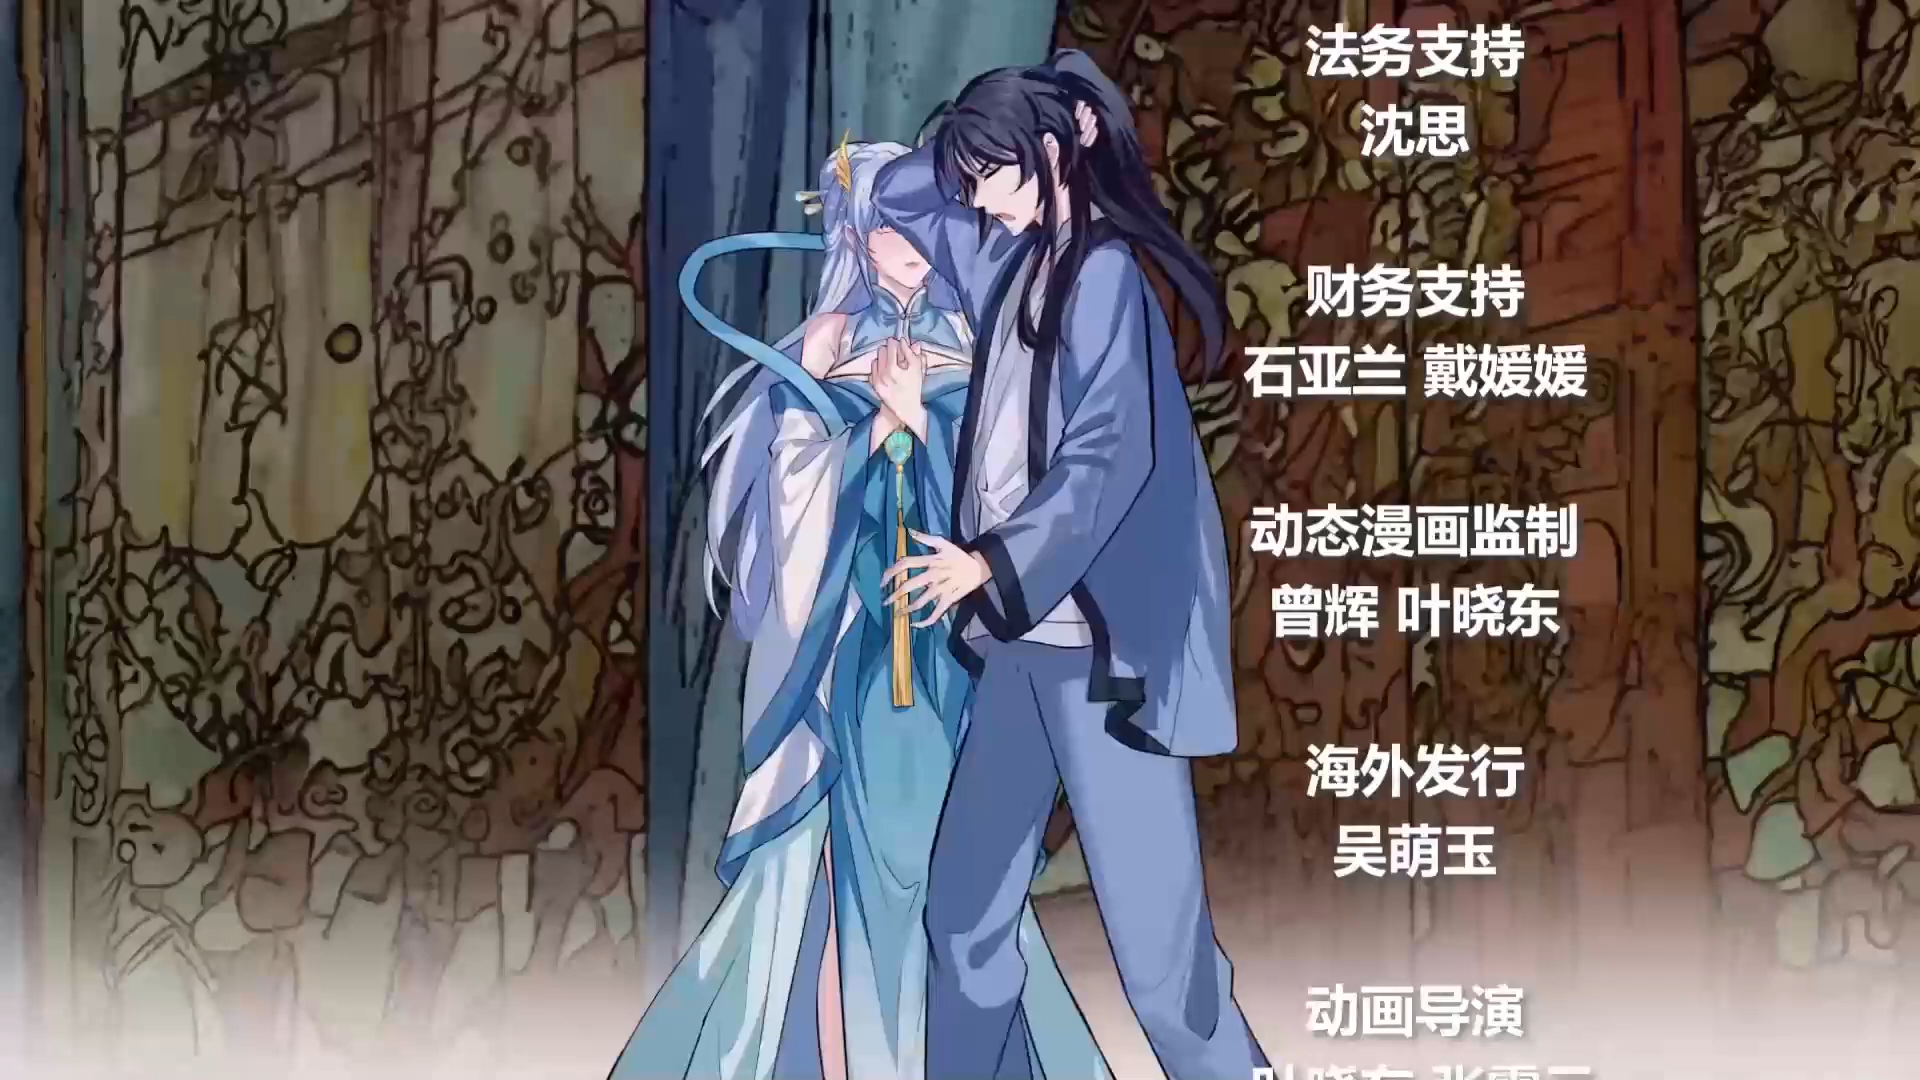 法务支持
沈思
财务支持
石亚兰 戴媛媛
动态漫画监制
曾辉 叶晓东
海外发行
吴萌玉
动画导演